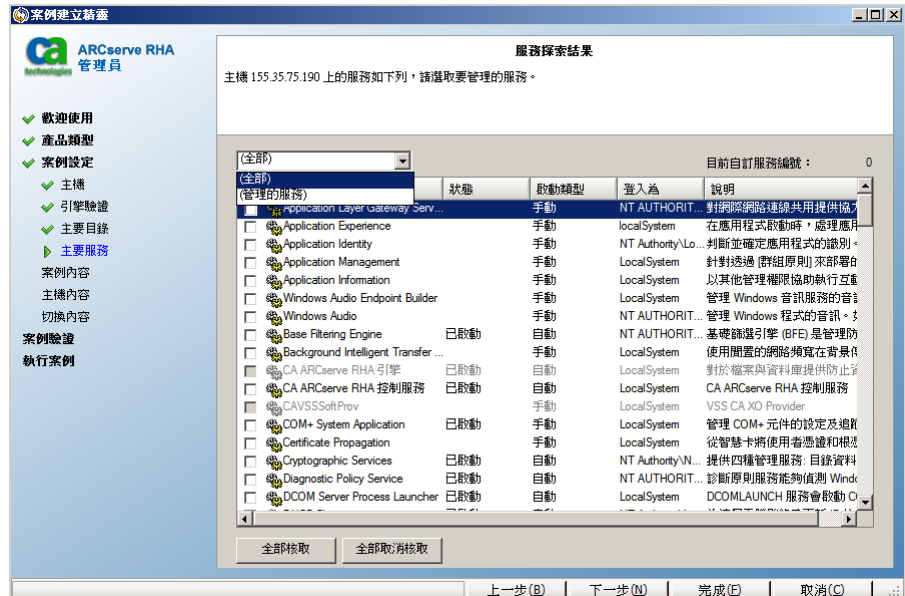 案例建立精靈
ca technologies
ARCserve RHA
管理員
歡迎使用
產品類型
案例設定
主機
引擎驗證
主要目錄
主要服務
案例內容
主機內容
切換內容
案例驗證
執行案例
服務探索結果
主機 155.35.75.190 上的服務如下列，請選取要管理的服務。
(全部)
目前自訂服務編號： 0
(全部)
(管理的服務)
狀態 啟動類型 登入為 說明
Application Layer Gateway Serv... 手動 NT AUTHORIT... 對網際網路連線共用提供協
Application Experience 手動 localSystem 在應用程式啟動時，處理應用
Application Identity 手動 NT Authority\Lo... 判斷並確定應用程式的識別。
Application Management 手動 LocalSystem 針對透過 [群組原則] 來部署的
Application Information 手動 LocalSystem 以其他管理權限協助執行互動
Windows Audio Endpoint Builder 手動 LocalSystem 管理 Windows 音訊服務的音
Windows Audio 手動 NT AUTHORIT... 管理 Windows 程式的音訊。
Base Filtering Engine 已啟動 自動 NT AUTHORIT... 基礎篩選引擎 (BFE) 是管理防
Background Intelligent Transfer ... 手動 LocalSystem 使用閒置的網路頻寬在背景
CA ARCserve RHA 引擎 已啟動 自動 LocalSystem 對於檔案與資料庫提供防止
CA ARCserve RHA 控制服務 已啟動 自動 LocalSystem CA ARCserve RHA 控制服務
CAVSSSoftProv 手動 LocalSystem VSS CA XO Provider
COM+ System Application 已啟動 手動 LocalSystem 管理 COM+ 元件的設定及追
Certificate Propagation 手動 LocalSystem 從智慧卡將使用者憑證和根
Cryptographic Services 已啟動 自動 NT Authority\N... 提供四種管理服務: 目錄資料
Diagnostic Policy Service 已啟動 自動 NT AUTHORIT... 診斷原則服務能夠偵測 Windo
DCOM Server Process Launcher 已啟動 自動 LocalSystem DCOMLAUNCH 服務會啟動
全部核取 全部取消核取
上一步(B) 下一步(N) 完成(F) 取消(C)